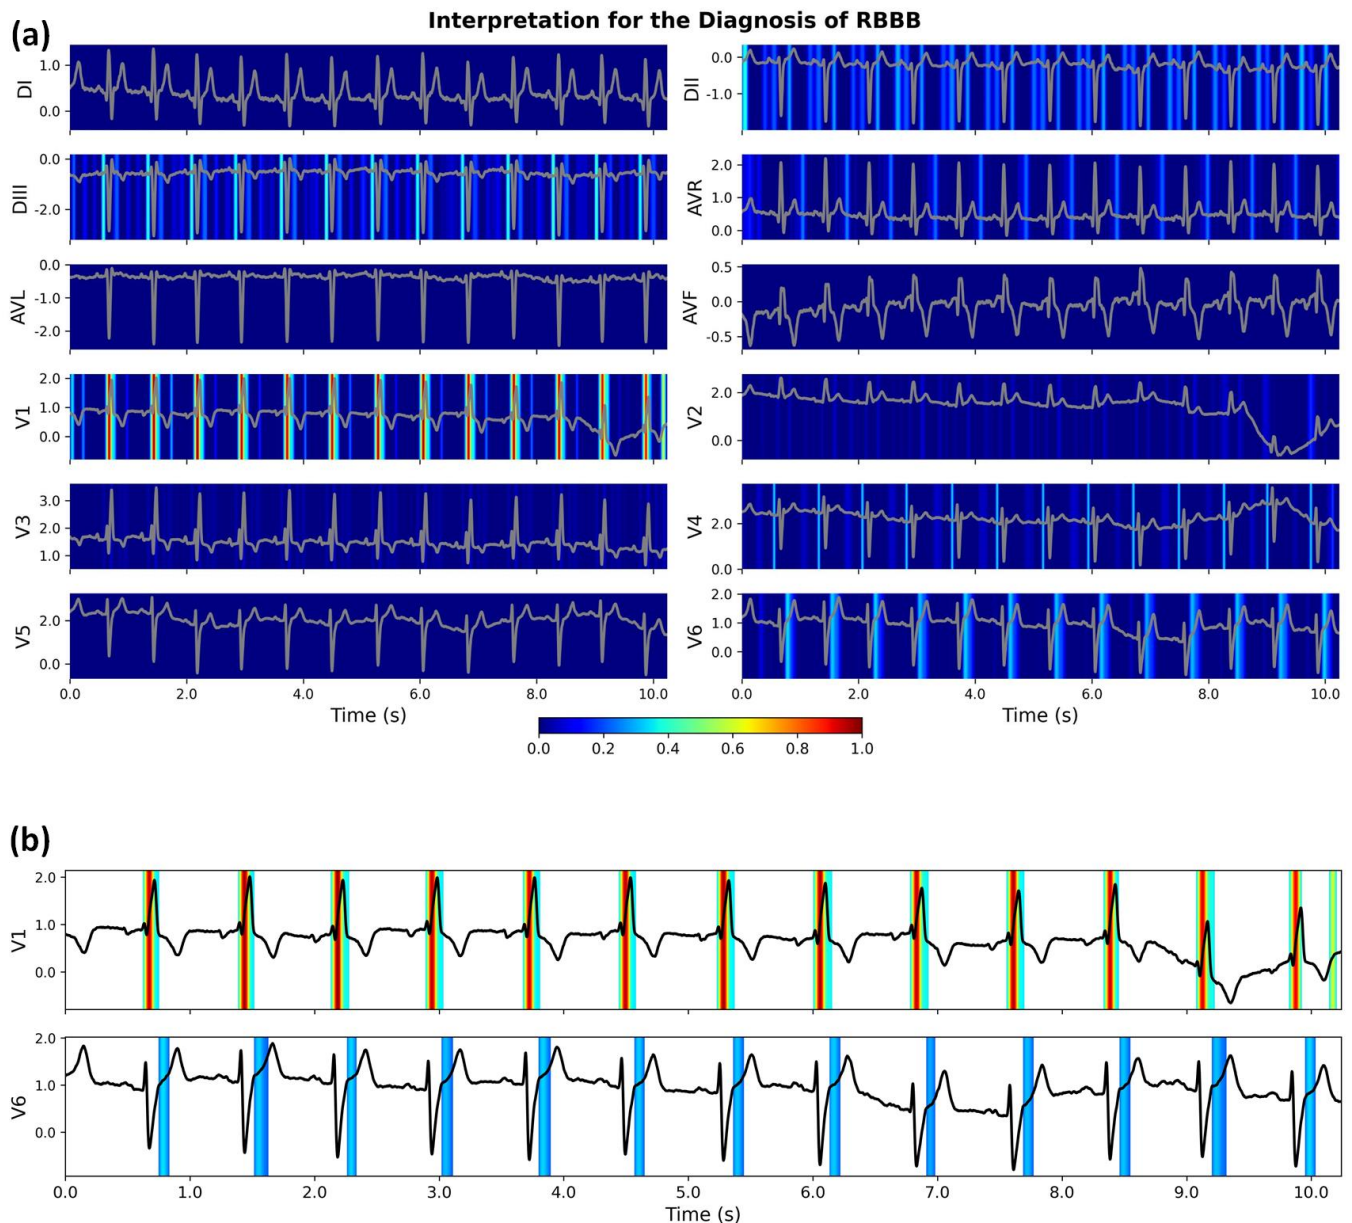 Interpretation for the Diagnosis of RBBB
(a)
DI
1.0
0.0
DII
0.0
-1.0
DIII
0.0
-2.0
AVR
2.0
1.0
0.0
AVL
0.0
-1.0
-2.0
AVF
0.5
0.0
-0.5
V1
2.0
1.0
0.0
V2
2.0
0.0
V3
3.0
2.0
1.0
V4
2.0
0.0
V5
2.0
0.0
V6
2.0
1.0
0.0
0.0 2.0 4.0 6.0 8.0 10.0
Time (s)
0.0 2.0 4.0 6.0 8.0 10.0
Time (s)
0.0 0.2 0.4 0.6 0.8 1.0
(b)
V1
2.0
1.0
0.0
V6
2.0
1.0
0.0
0.0 1.0 2.0 3.0 4.0 5.0 6.0 7.0 8.0 9.0 10.0
Time (s)